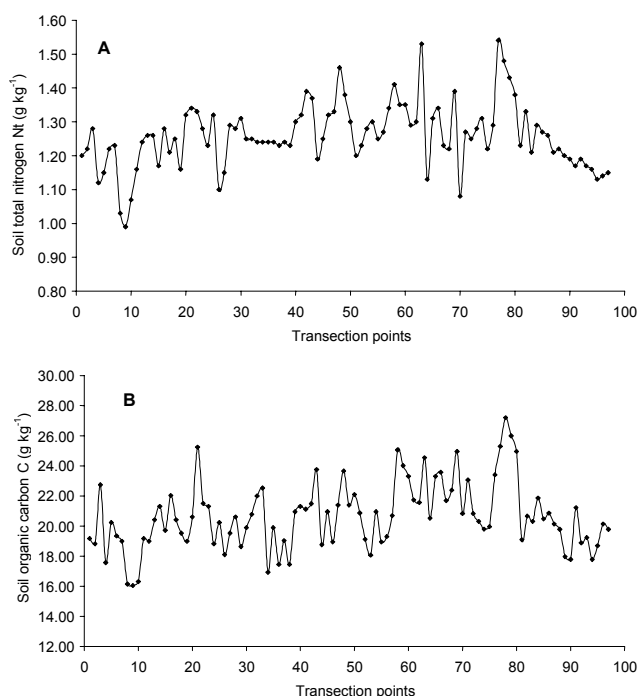 A
Soil total nitrogen Nt (g kg-1)
1.60
1.50
1.40
1.30
1.20
1.10
1.00
0.90
0.80
0 10 20 30 40 50 60 70 80 90 100
Transection points
B
Soil organic carbon C (g kg-1)
30.00
28.00
26.00
24.00
22.00
20.00
18.00
16.00
14.00
12.00
0 10 20 30 40 50 60 70 80 90 100
Transection points